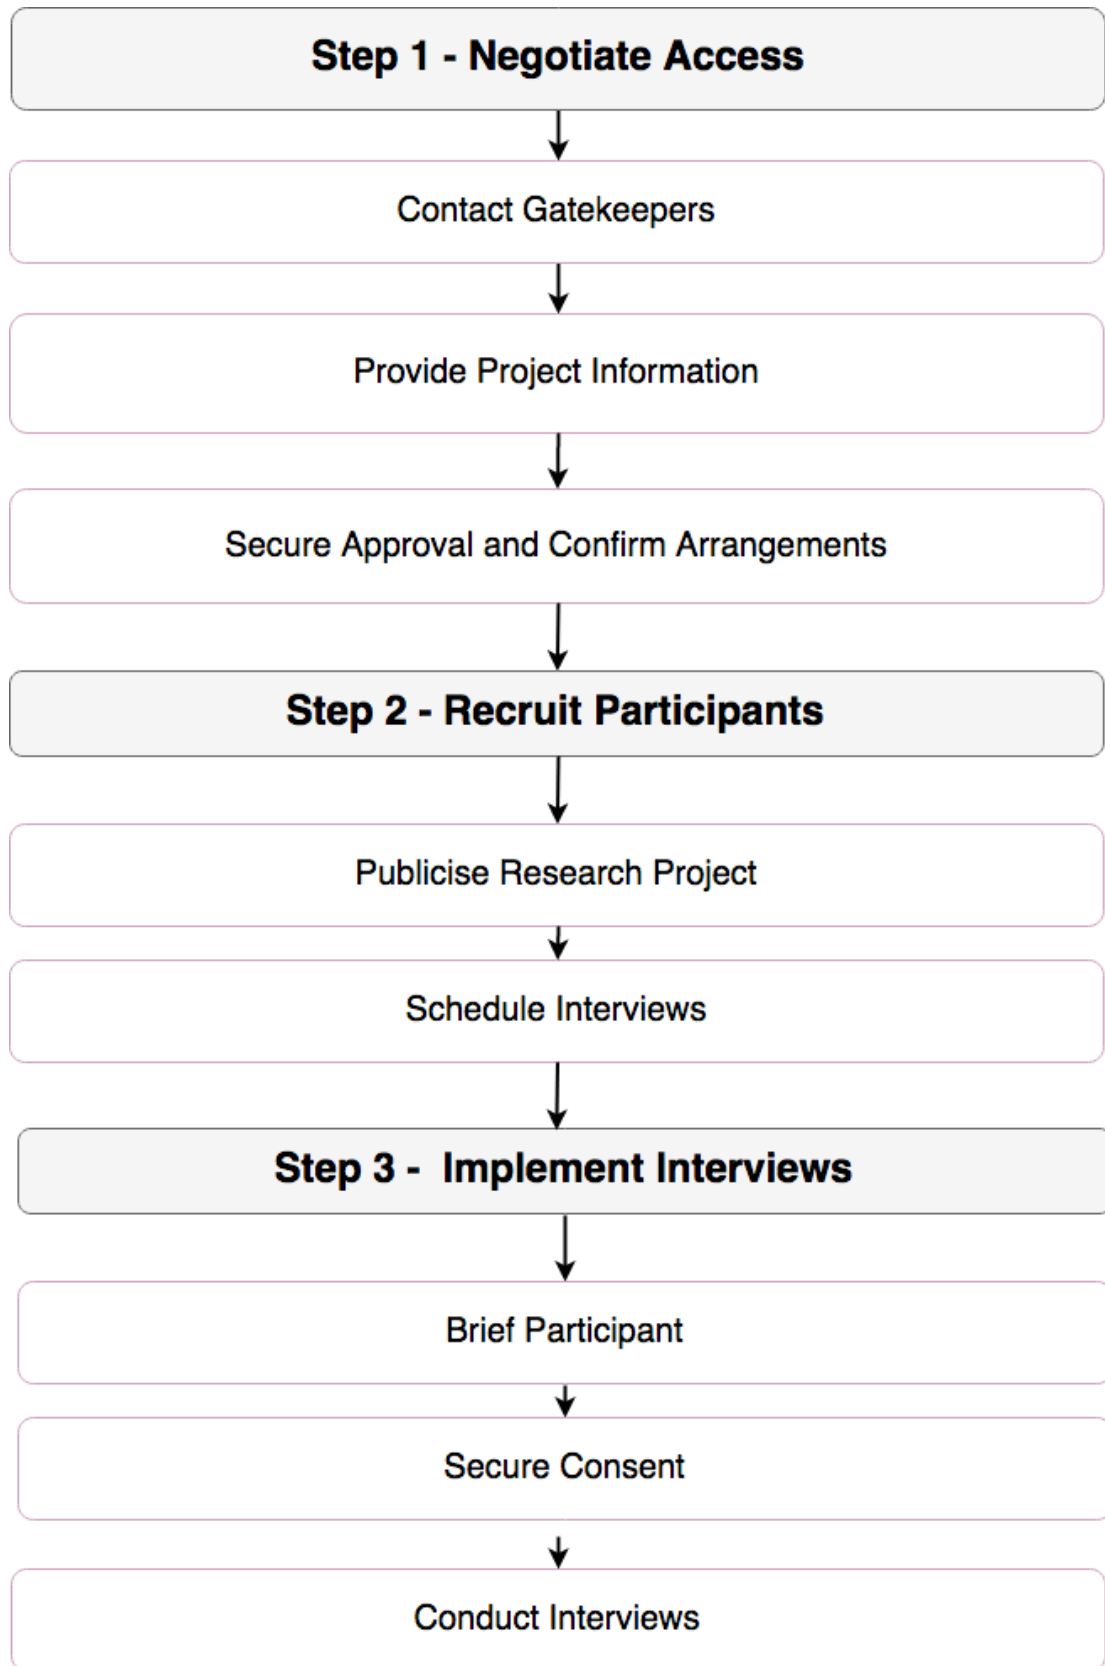 Step 1 - Negotiate Access
Contact Gatekeepers
Provide Project Information
Secure Approval and Confirm Arrangements
Step 2 - Recruit Participants
Publicise Research Project
Schedule Interviews
Step 3 -  Implement Interviews
Brief Participant
Secure Consent
Conduct Interviews